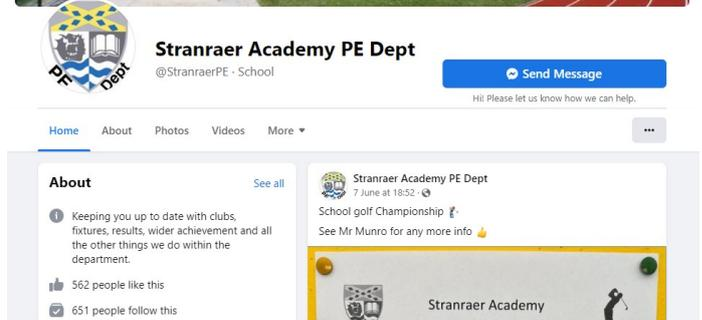 PE Dept
Stranraer Academy PE Dept
@StranraerPE · School
Send Message
Hi! Please let us know how we can help.
Home About Photos Videos More
About See all
Keeping you up to date with clubs,
fixtures, results, wider achievement and all
the other things we do within the
department.
562 people like this
651 people follow this
Stranraer Academy PE Dept
7 June at 18:52 ·
School golf Championship 🏌
See Mr Munro for any more info 👍
Stranraer Academy